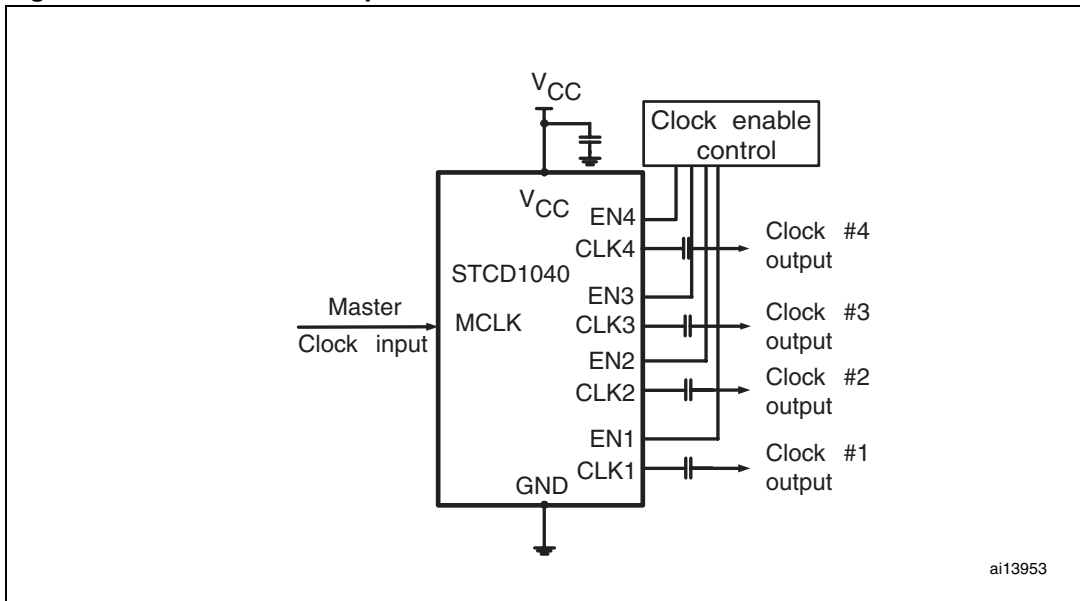 VCC
Clock enable
control
VCC
EN4
CLK4
Clock #4
output
STCD1040
EN3
Master
Clock input
MCLK
CLK3
Clock #3
output
EN2
CLK2
Clock #2
output
EN1
CLK1
Clock #1
output
GND
ai13953